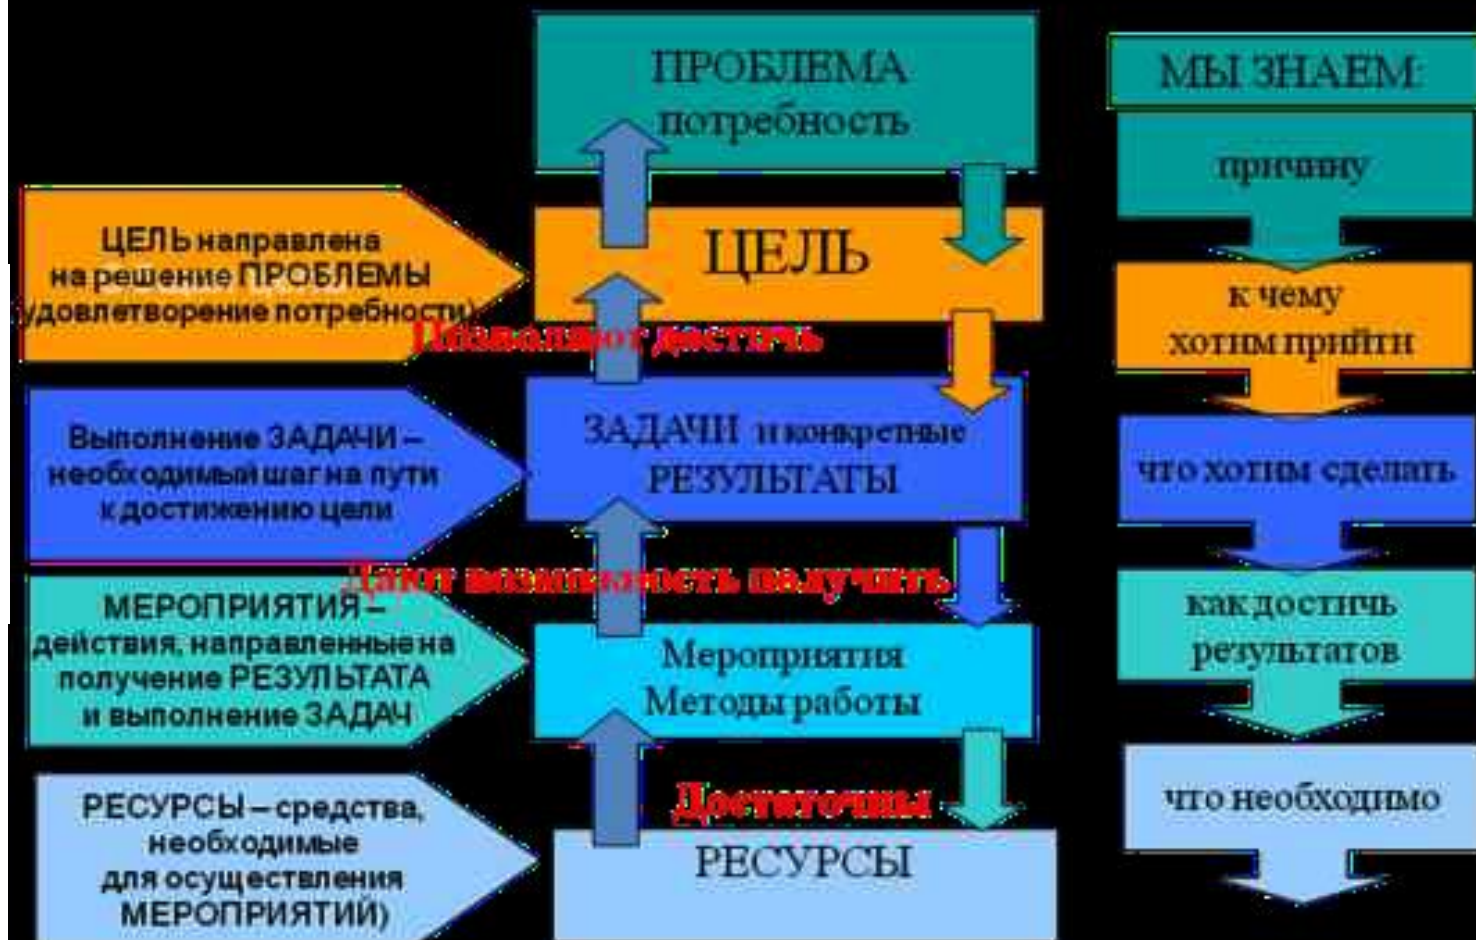 ПРОБЛЕМА
потребность
ЦЕЛЬ направлена
на решение ПРОБЛЕМЫ
удовлетворение потребности)
ЦЕЛЬ
Позволяют достичь
Выполнение ЗАДАЧИ –
необходимый шаг на пути
к достижению цели
ЗАДАЧИ и конкретные
РЕЗУЛЬТАТЫ
Дают возможность получить
МЕРОПРИЯТИЯ –
действия, направленные на
получение РЕЗУЛЬТАТА
и выполнение ЗАДАЧ
Мероприятия
Методы работы
Достаточны
РЕСУРСЫ – средства,
необходимые
для осуществления
МЕРОПРИЯТИЙ)
РЕСУРСЫ
МЫ ЗНАЕМ:
причину
к чему
хотим прийти
что хотим сделать
как достичь
результатов
что необходимо